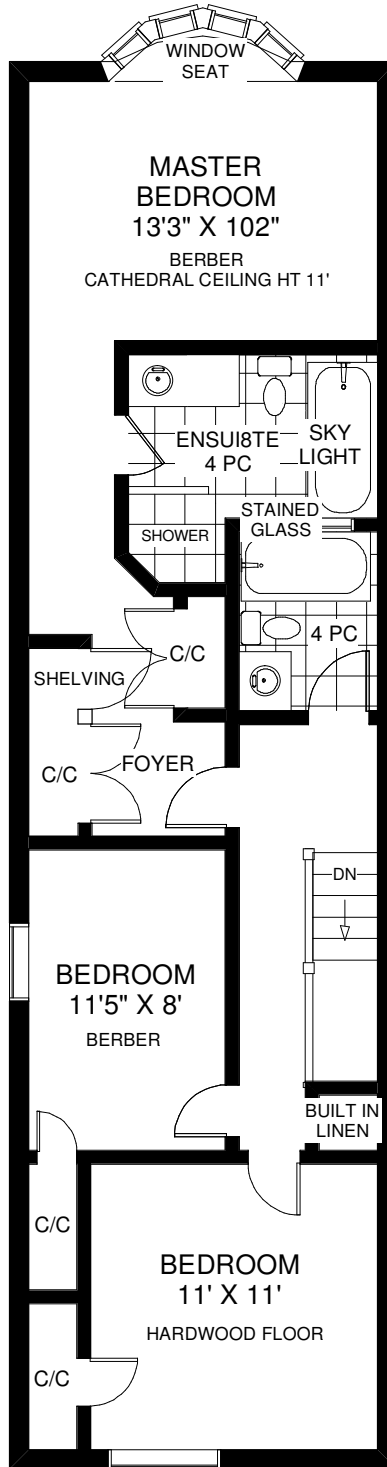 WINDOW
SEAT
MASTER
BEDROOM
13'3" X 102"
BERBER
CATHEDRAL CEILING HT 11'
ENSUI8TE
4 PC
SKY
LIGHT
SHOWER
STAINED
GLASS
4 PC
C/C
SHELVING
C/C
FOYER
DN
BEDROOM
11'5" X 8'
BERBER
BUILT IN
LINEN
C/C
BEDROOM
11' X 11'
HARDWOOD FLOOR
C/C